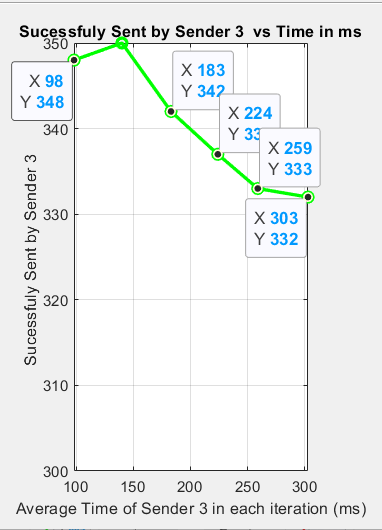 Sucessfuly Sent by Sender 3 vs Time in ms
350
340
330
320
310
300
100
150
200
250
300
Sucessfuly Sent by Sender 3
Average Time of Sender 3 in each iteration (ms)
X 98
Y 348
X 183
Y 342
X 224
Y
X 259
Y 333
X 303
Y 332